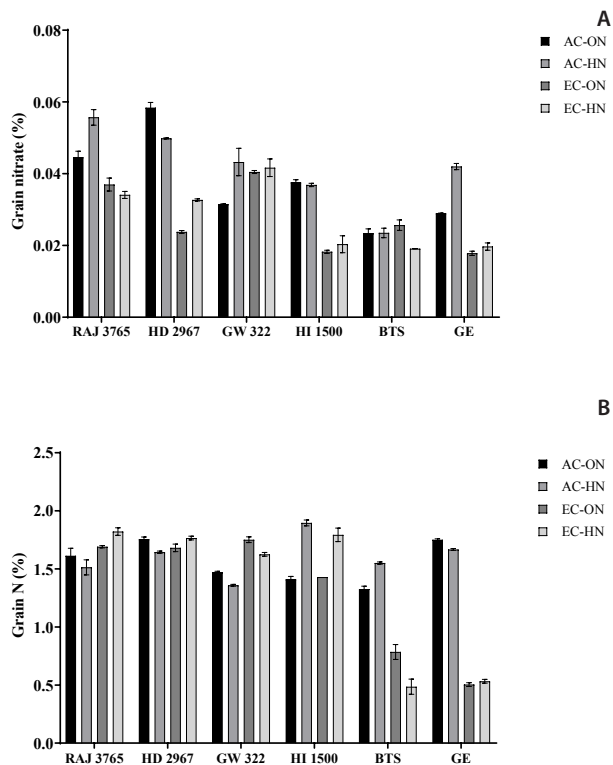 A
AC-ON
AC-HN
EC-ON
EC-HN
Grain nitrate (%)
0.08
0.06
0.04
0.02
0.00
RAJ 3765 HD 2967 GW 322 HI 1500 BTS GE
B
AC-ON
AC-HN
EC-ON
EC-HN
Grain N (%)
2.5
2.0
1.5
1.0
0.5
0.0
RAJ 3765 HD 2967 GW 322 HI 1500 BTS GE